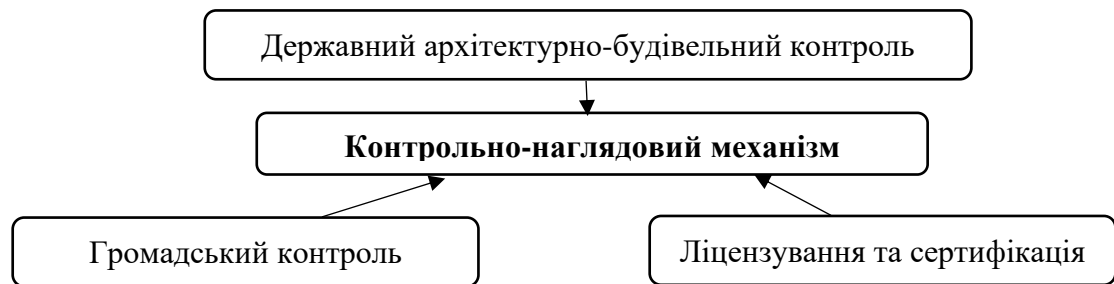 Державний архітектурно-будівельний контроль
Контрольно-наглядовий механізм
Громадський контроль
Ліцензування та сертифікація